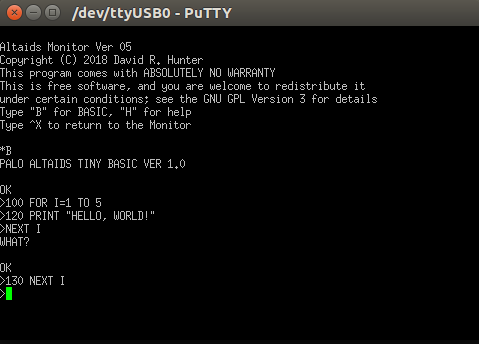 /dev/ttyUSB0 - PuTTY
Altaids Monitor Ver 05
Copyright (C) 2018 David R. Hunter
This program comes with ABSOLUTELY NO WARRANTY
This is free software, and you are welcome to redistribute it
under certain conditions; see the GNU GPL Version 3 for details
Type "B" for BASIC, "H" for help
Type ^X to return to the Monitor
*B
PALO ALTAIDS TINY BASIC VER 1.0
OK
>100 FOR I=1 TO 5
>120 PRINT "HELLO, WORLD!"
>NEXT I
WHAT?
OK
>130 NEXT I
>